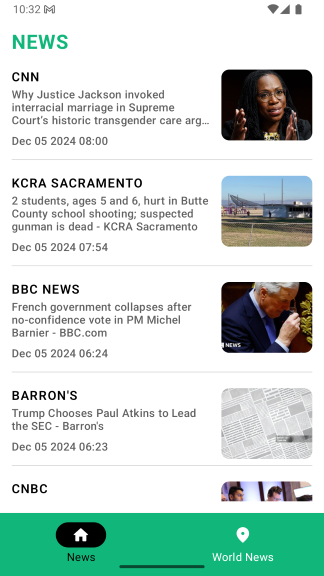 10:32
NEWS
CNN
Why Justice Jackson invoked
interracial marriage in Supreme
Court's historic transgender care arg...
Dec 05 2024 08:00
KCRA SACRAMENTO
2 students, ages 5 and 6, hurt in Butte
County school shooting; suspected
gunman is dead - KCRA Sacramento
Dec 05 2024 07:54
BBC NEWS
French government collapses after
no-confidence vote in PM Michel
Barnier - BBC.com
Dec 05 2024 06:24
NEWS
BARRON'S
Trump Chooses Paul Atkins to Lead
the SEC - Barron's
Dec 05 2024 06:23
CNBC
News
World News